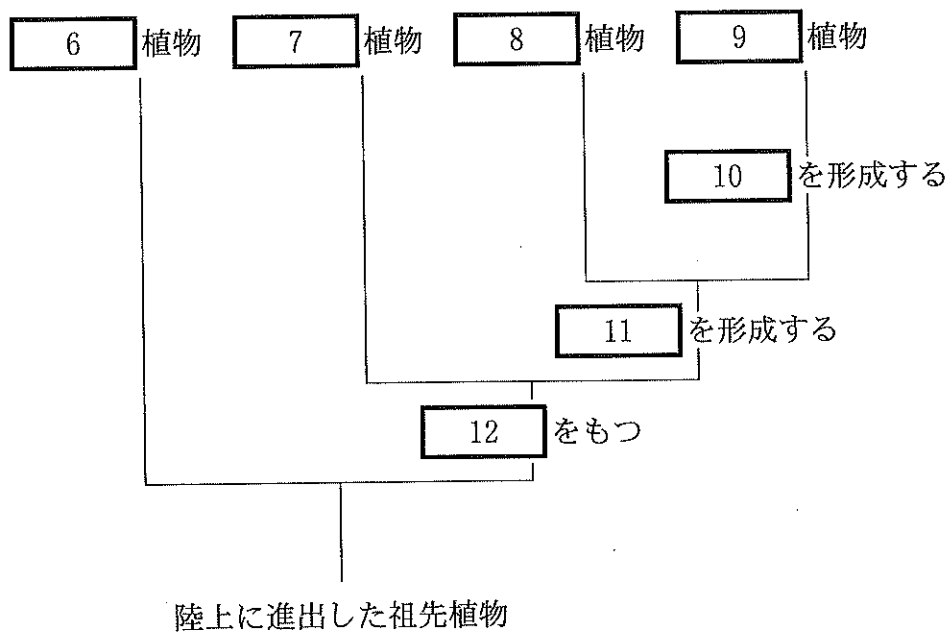 6 植物 7 植物 8 植物 9 植物
10 を形成する
11 を形成する
12 をもつ
陸上に進出した祖先植物